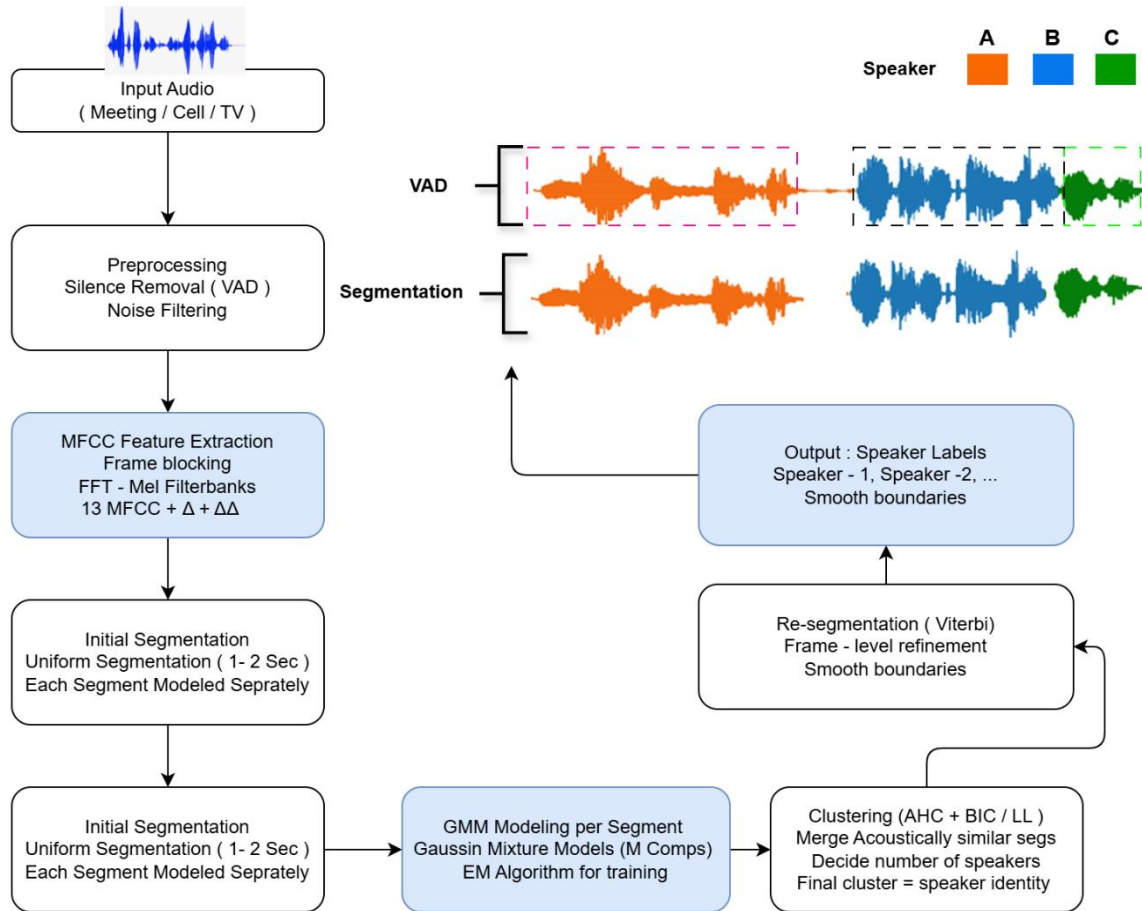 Input Audio
( Meeting / Cell / TV )
Preprocessing
Silence Removal ( VAD )
Noise Filtering
MFCC Feature Extraction
Frame blocking
FFT - Mel Filterbanks
13 MFCC + Δ + ΔΔ
Initial Segmentation
Uniform Segmentation ( 1- 2 Sec )
Each Segment Modeled Seprately
Initial Segmentation
Uniform Segmentation ( 1- 2 Sec )
Each Segment Modeled Seprately
GMM Modeling per Segment
Gaussin Mixture Models (M Comps)
EM Algorithm for training
Clustering (AHC + BIC / LL )
Merge Acoustically similar segs
Decide number of speakers
Final cluster = speaker identity
Re-segmentation ( Viterbi)
Frame - level refinement
Smooth boundaries
Output : Speaker Labels
Speaker - 1, Speaker -2, ...
Smooth boundaries
A B C
Speaker
VAD
Segmentation